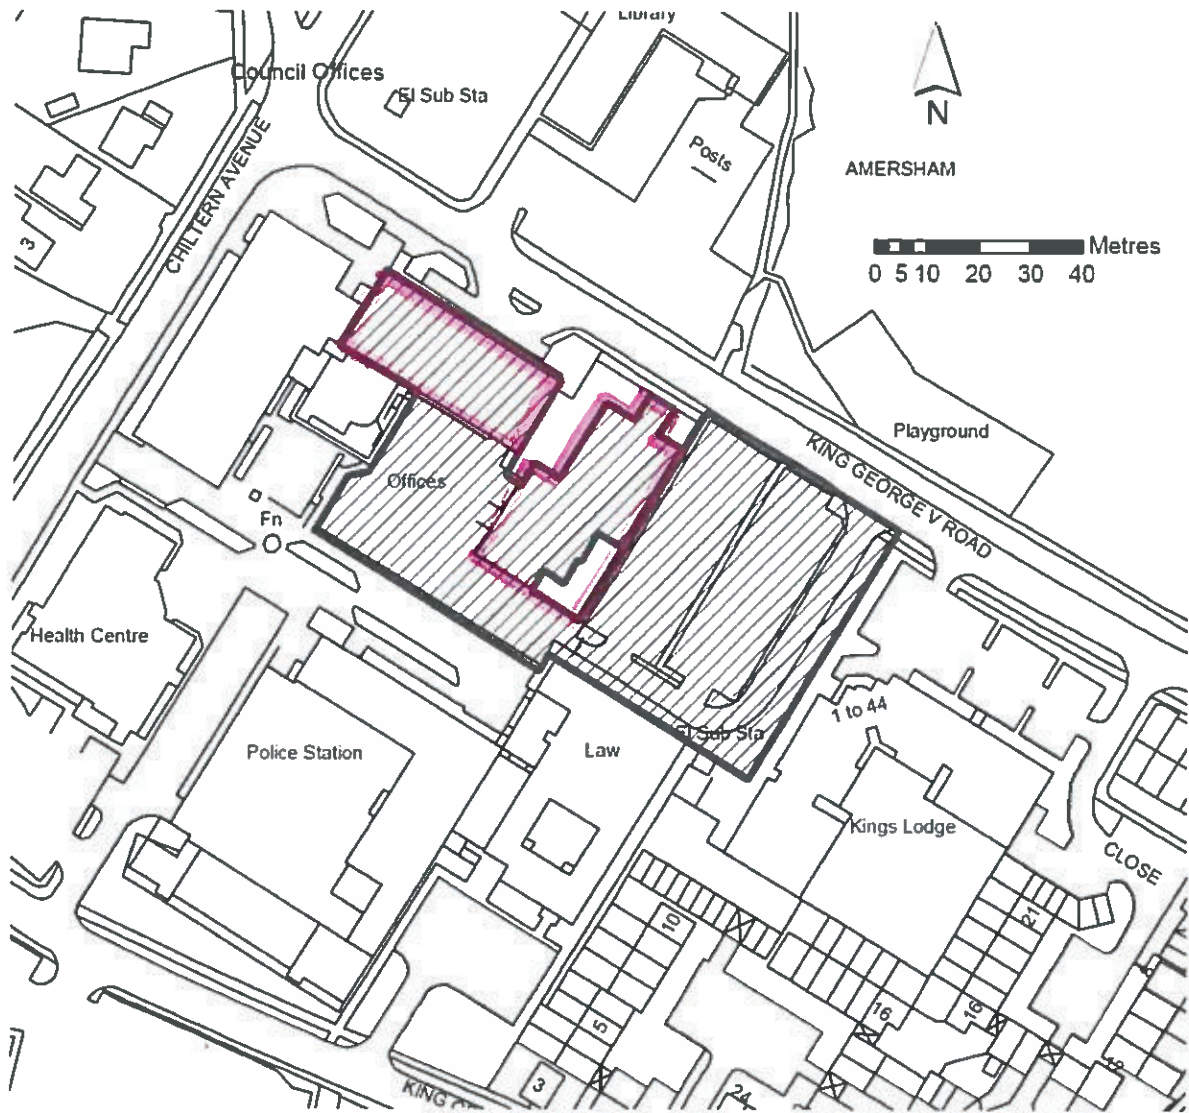 Library
Council Offices
El Sub Sta
N
Posts
AMERSHAM
CHILTERN AVENUE
3
Metres
0 5 10 20 30 40
Playground
KING GEORGE V ROAD
Offices
Fn
Health Centre
1 to 44
El Sub Sta
Police Station
Law
Kings Lodge
CLOSE
10
21
5
16
16
3
24
KING